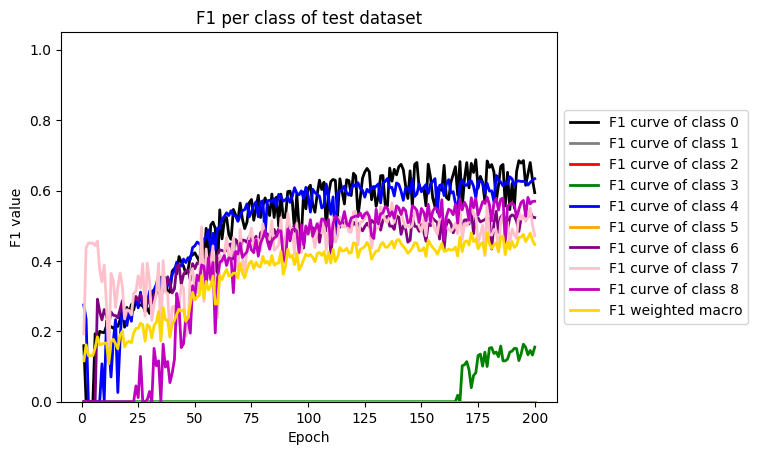 F1 per class of test dataset
F1 value
1.0
0.8
0.6
0.4
0.2
0.0
0
25
50
75
100
125
150
175
200
Epoch
F1 curve of class 0
F1 curve of class 1
F1 curve of class 2
F1 curve of class 3
F1 curve of class 4
F1 curve of class 5
F1 curve of class 6
F1 curve of class 7
F1 curve of class 8
F1 weighted macro